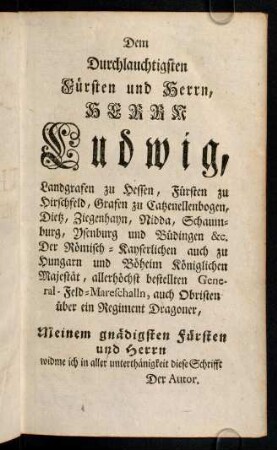 Dem
Durchlauchtigsten
Fürsten und Herrn,
HERRN
Ludwig,
Landgrafen zu Hessen, Fürsten zu
Hirschfeld, Grafen zu Catzenellenbogen,
Dietz, Ziegenhayn, Nidda, Schaum-
burg, Ysenburg und Büdingen &c.
Der Römisch-Kayserlichen auch zu
Hungarn und Böheim Königlichen
Majestät, allerhöchst bestellten Gene-
ral-Feld-Mareschalln, auch Obristen
über ein Regiment Dragoner,
Meinem gnädigsten Fürsten
und Herrn
widme ich in aller unterthänigkeit diese Schrifft
Der Autor.